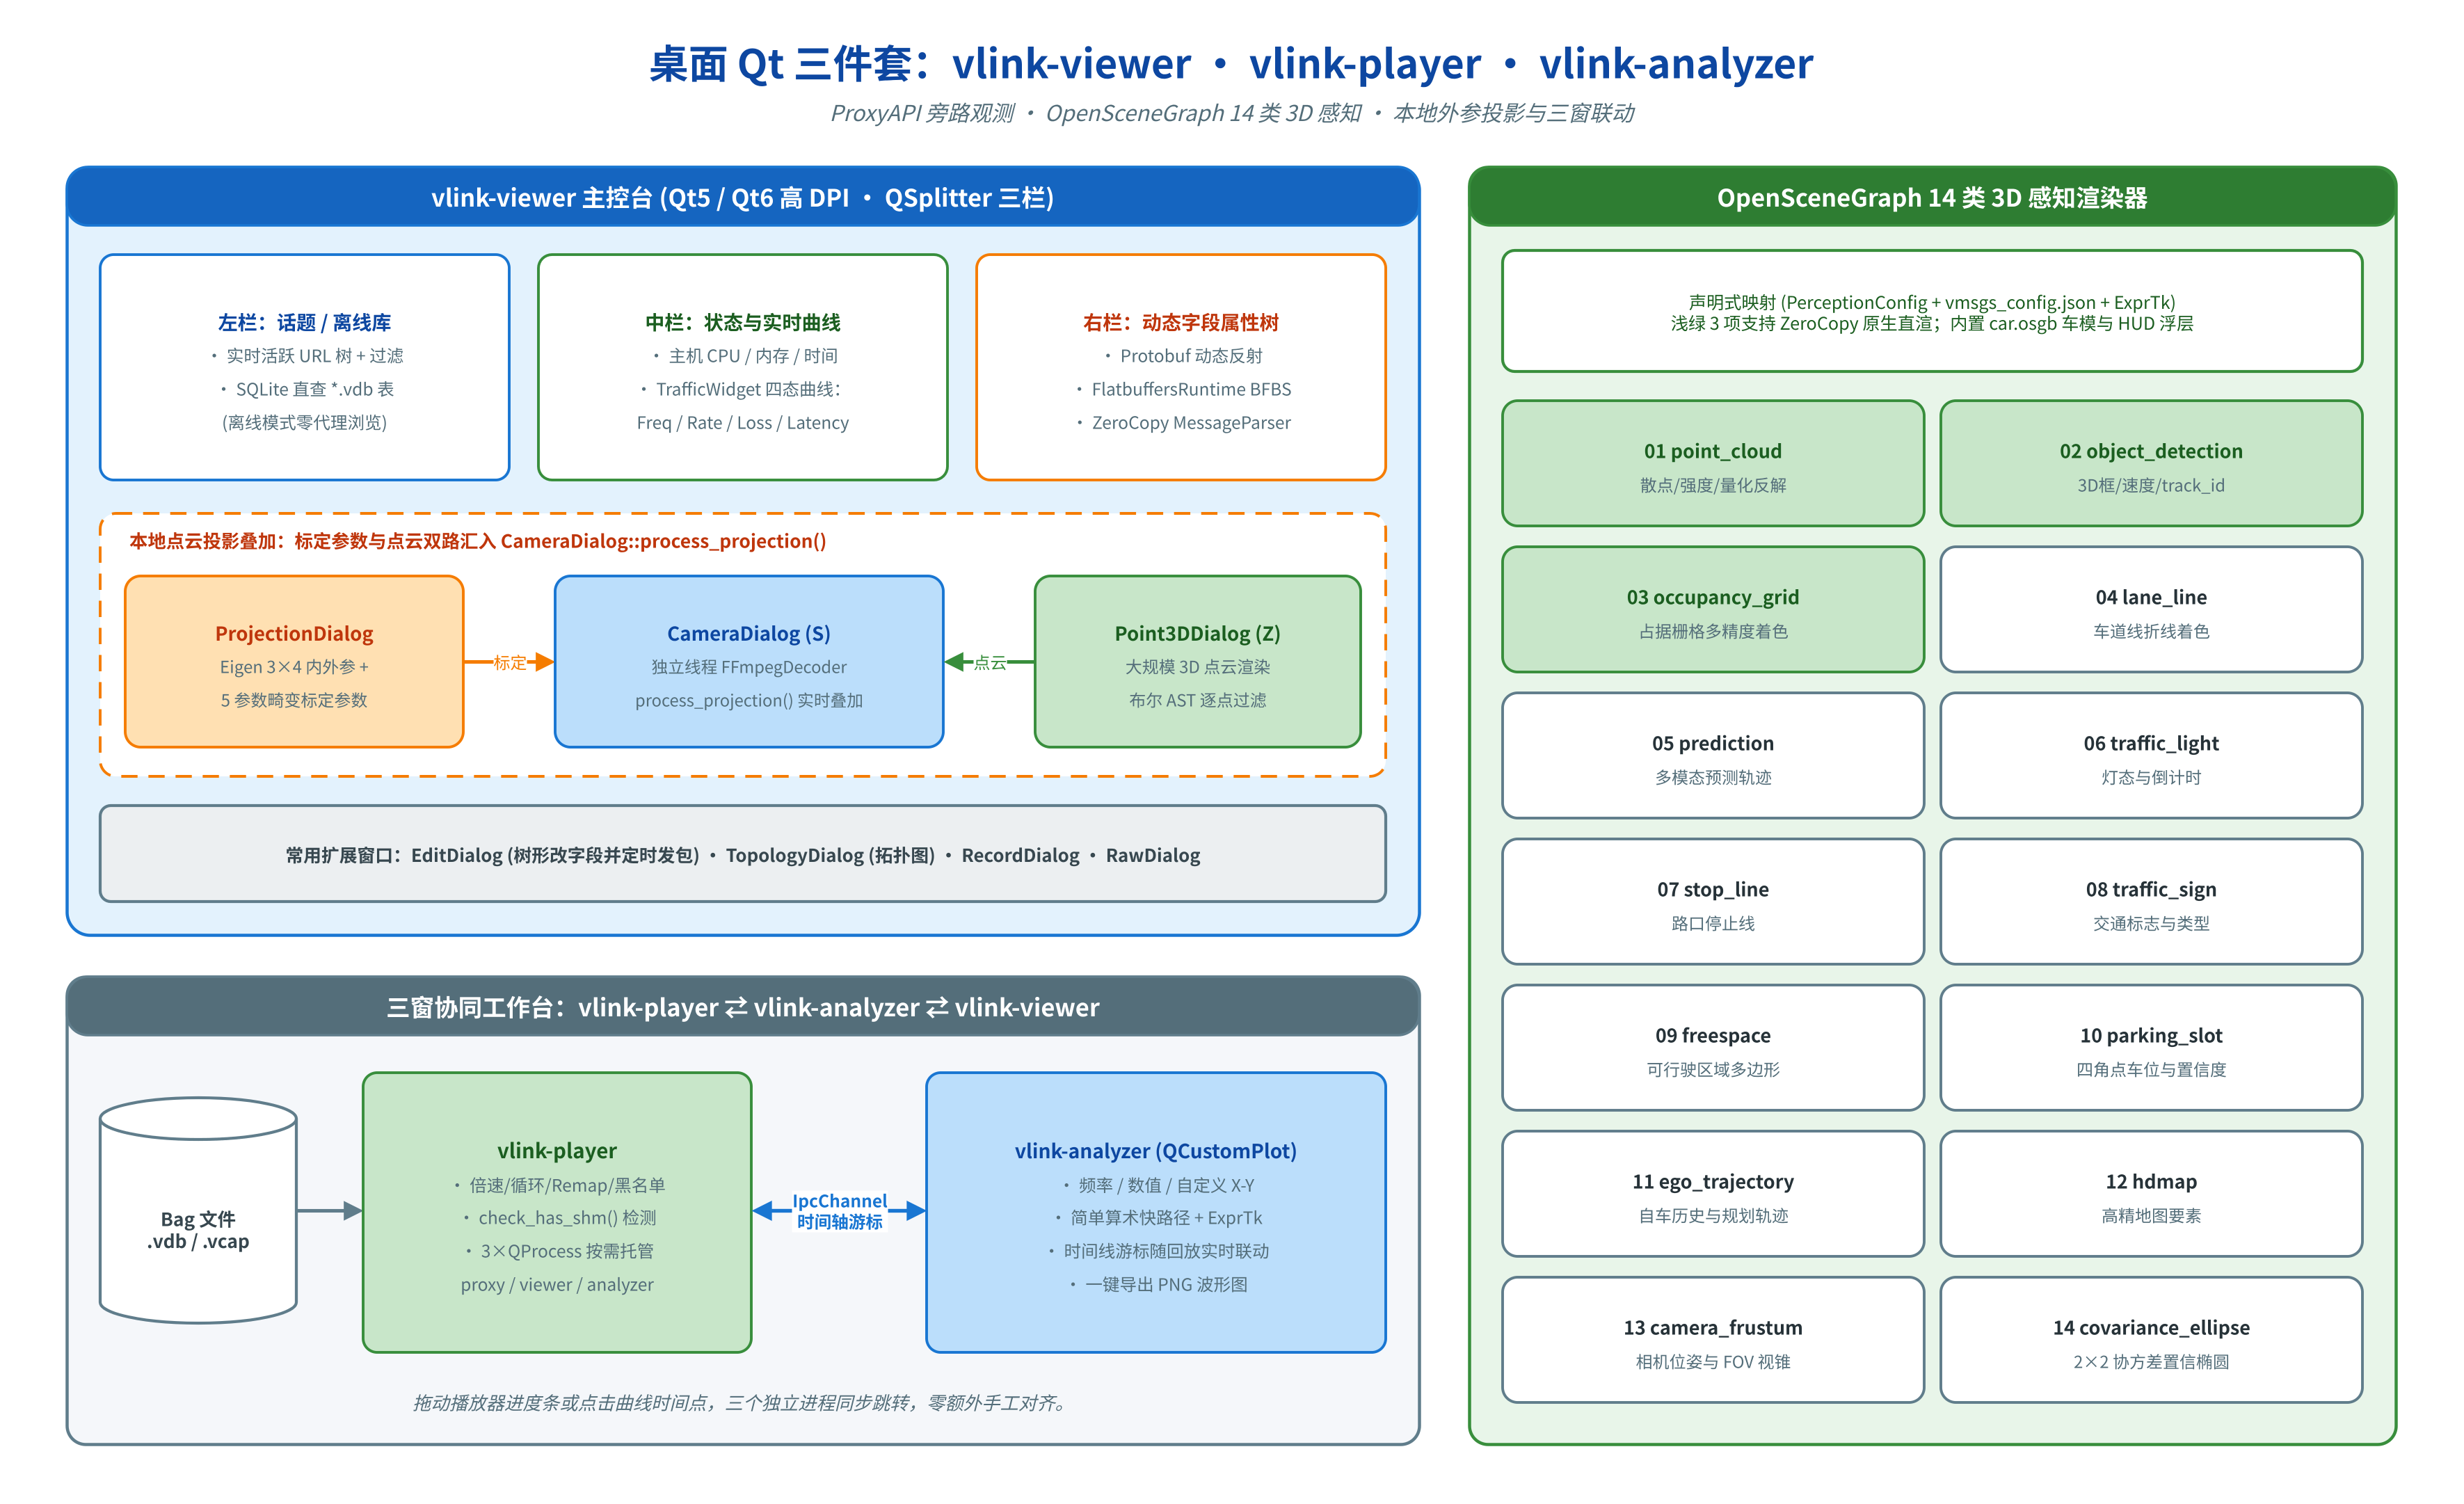 桌面 Qt 三件套：vlink-viewer • vlink-player • vlink-analyzer
ProxyAPI 旁路观测 • OpenSceneGraph 14 类 3D 感知 • 本地外参投影与三窗联动
vlink-viewer 主控台 (Qt5 / Qt6 高 DPI • QSplitter 三栏)
左栏：话题 / 离线库
• 实时活跃 URL 树 + 过滤
• SQLite 直查 *.vdb 表
(离线模式零代理浏览)
中栏：状态与实时曲线
• 主机 CPU / 内存 / 时间
• TrafficWidget 四态曲线：
Freq / Rate / Loss / Latency
右栏：动态字段属性树
• Protobuf 动态反射
• FlatbuffersRuntime BFBS
• ZeroCopy MessageParser
本地点云投影叠加：标定参数与点云双路汇入 CameraDialog::process_projection()
ProjectionDialog
Eigen 3×4 内外参 +
5 参数畸变标定参数
标定
CameraDialog (S)
独立线程 FFmpegDecoder
process_projection() 实时叠加
点云
Point3DDialog (Z)
大规模 3D 点云渲染
布尔 AST 逐点过滤
常用扩展窗口：EditDialog (树形改字段并定时发包) • TopologyDialog (拓扑图) • RecordDialog • RawDialog
三窗协同工作台：vlink-player ⇄ vlink-analyzer ⇄ vlink-viewer
Bag 文件
.vdb / .vcap
vlink-player
• 倍速/循环/Remap/黑名单
• check_has_shm() 检测
• 3×QProcess 按需托管
proxy / viewer / analyzer
IpcChannel
时间轴游标
vlink-analyzer (QCustomPlot)
• 频率 / 数值 / 自定义 X-Y
• 简单算术快路径 + ExprTk
• 时间线游标随回放实时联动
• 一键导出 PNG 波形图
拖动播放器进度条或点击曲线时间点，三个独立进程同步跳转，零额外手工对齐。
OpenSceneGraph 14 类 3D 感知渲染器
声明式映射 (PerceptionConfig + vmsgs_config.json + ExprTk)
浅绿 3 项支持 ZeroCopy 原生直渲；内置 car.osgb 车模与 HUD 浮层
01 point_cloud
散点/强度/量化反解
02 object_detection
3D框/速度/track_id
03 occupancy_grid
占据栅格多精度着色
04 lane_line
车道线折线着色
05 prediction
多模态预测轨迹
06 traffic_light
灯态与倒计时
07 stop_line
路口停止线
08 traffic_sign
交通标志与类型
09 freespace
可行驶区域多边形
10 parking_slot
四角点车位与置信度
11 ego_trajectory
自车历史与规划轨迹
12 hdmap
高精地图要素
13 camera_frustum
相机位姿与 FOV 视锥
14 covariance_ellipse
2×2 协方差置信椭圆